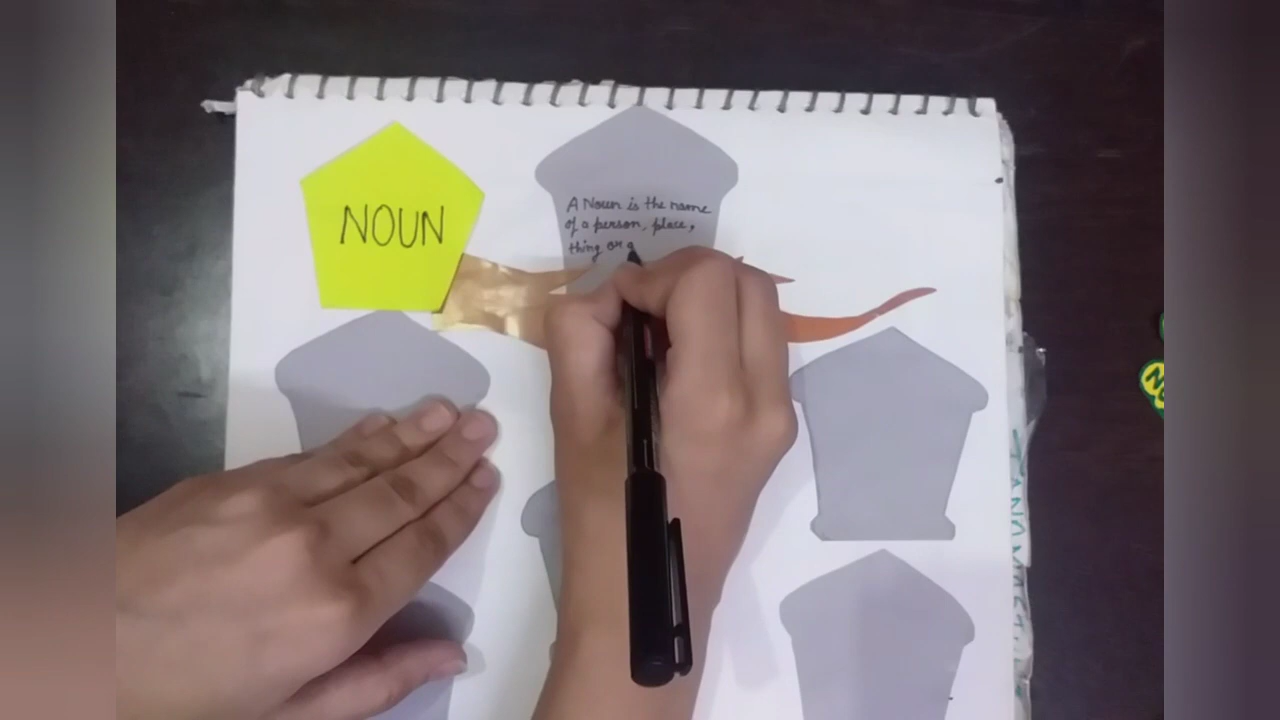 NOUN
A Noun is the name
of a person, place,
thing or a